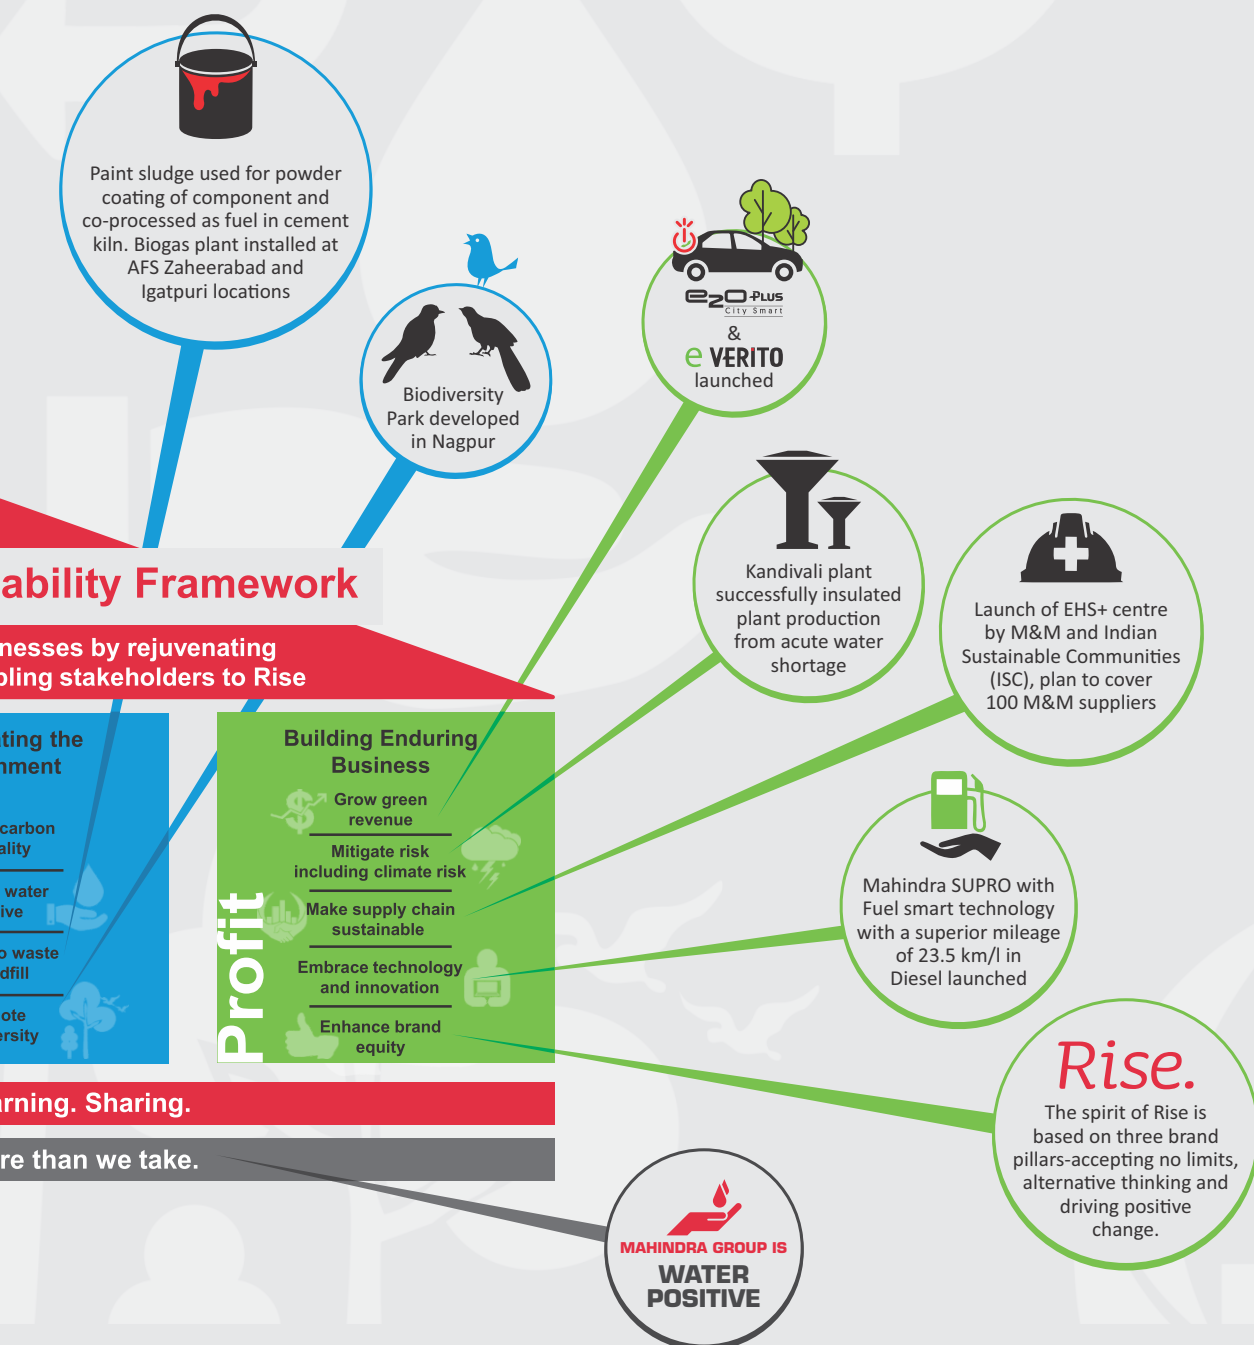 Paint sludge used for powder
coating of component and
co-processed as fuel in cement
kiln. Biogas plant installed at
AFS Zaheerabad and
Igatpuri locations
Biodiversity
Park developed
in Nagpur
e2O PLUS
City Smart
&
e VERITO
launched
Kandivali plant
successfully insulated
plant production
from acute water
shortage
Launch of EHS+ centre
by M&M and Indian
Sustainable Communities
(ISC), plan to cover
100 M&M suppliers
ability Framework
nesses by rejuvenating
bling stakeholders to Rise
ating the
nment
carbon
ality
water
ive
o waste
dfill
ote
ersity
Profit
Building Enduring
Business
Grow green
revenue
Mitigate risk
including climate risk
Make supply chain
sustainable
Embrace technology
and innovation
Enhance brand
equity
Mahindra SUPRO with
Fuel smart technology
with a superior mileage
of 23.5 km/l in
Diesel launched
Rise.
The spirit of Rise is
based on three brand
pillars-accepting no limits,
alternative thinking and
driving positive
change.
arning. Sharing.
re than we take.
MAHINDRA GROUP IS
WATER
POSITIVE